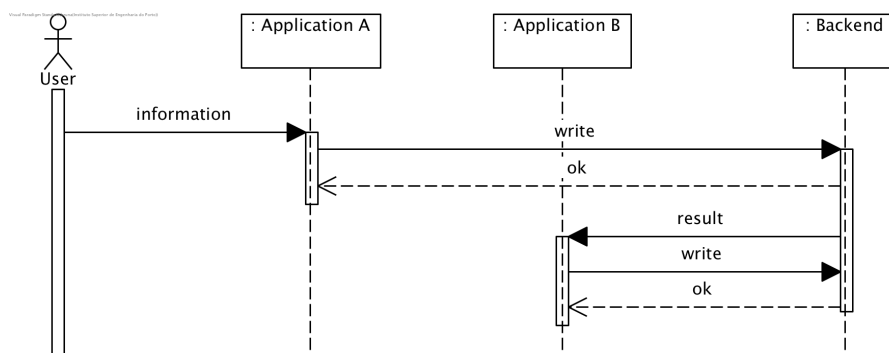 : Application A
: Application B
: Backend
User
information
write
ok
result
write
ok